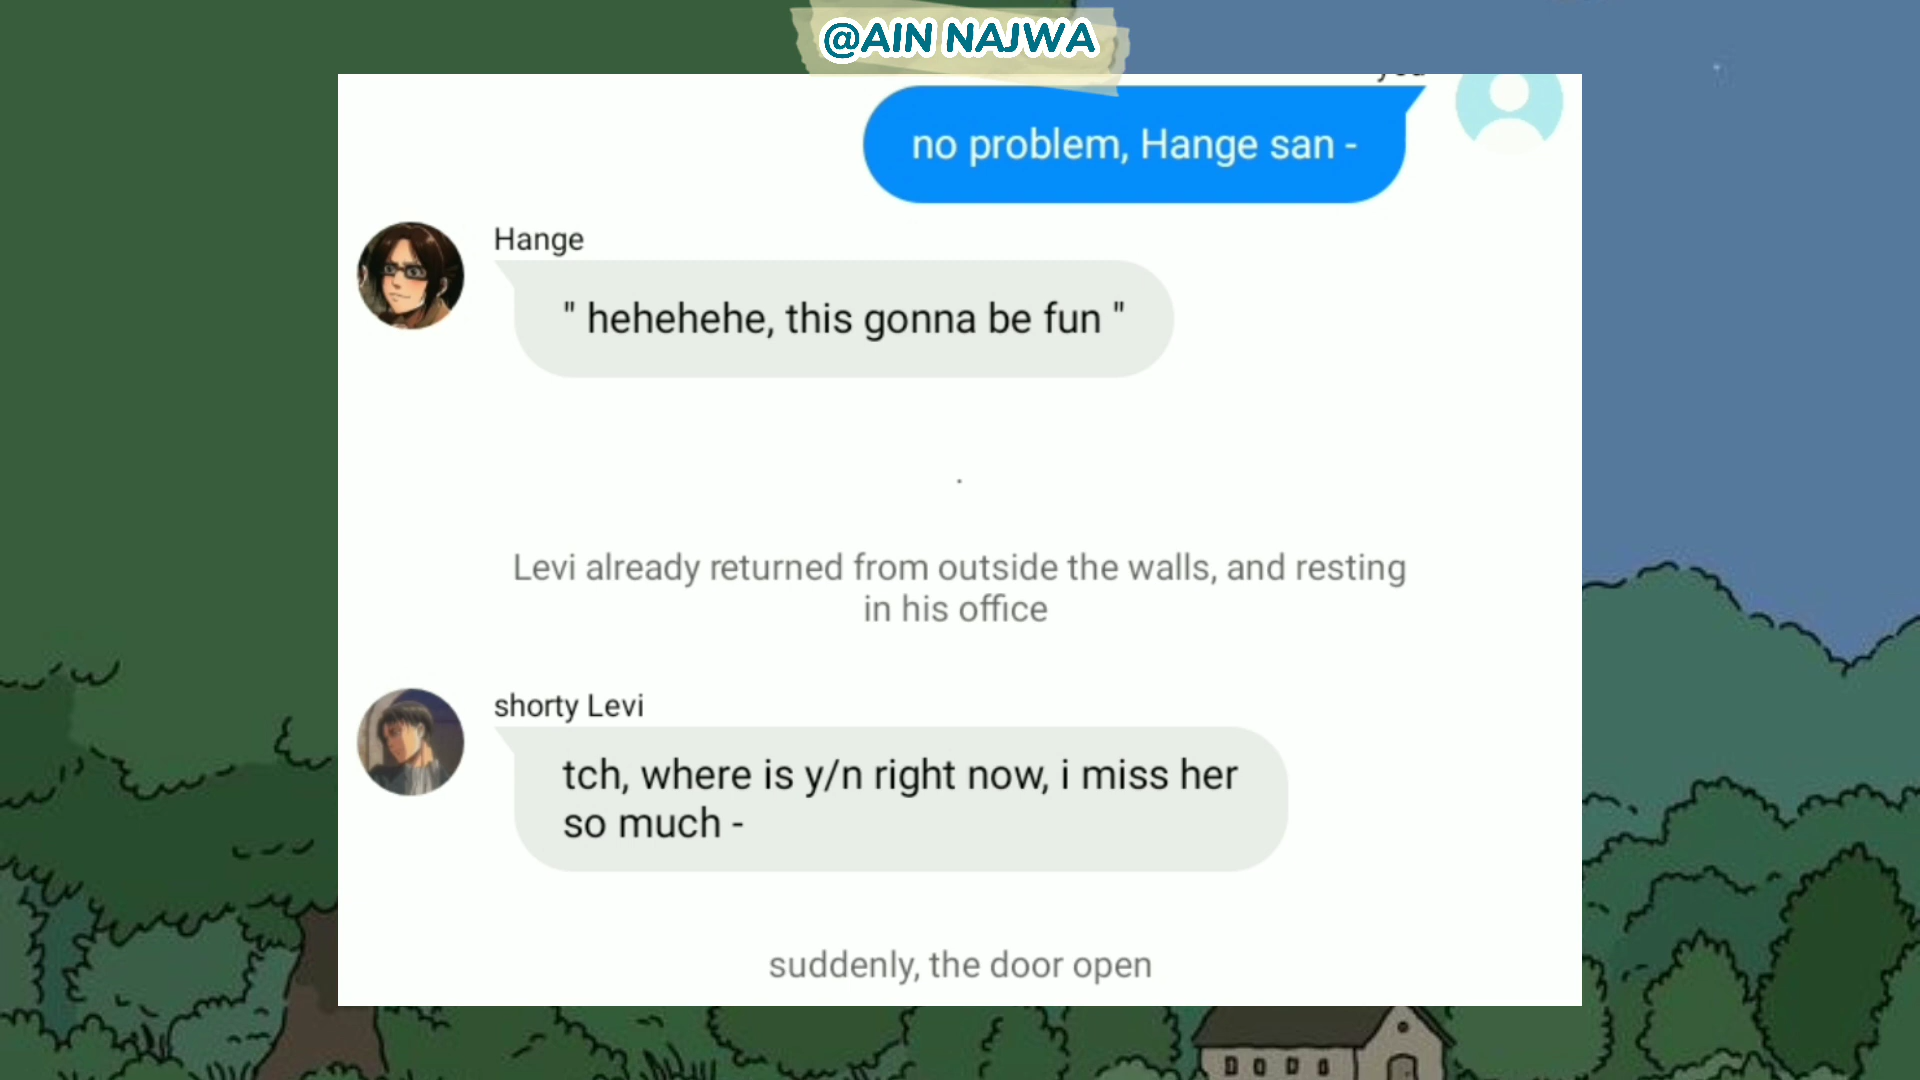 @AIN NAJWA
no problem, Hange san -
Hange
" hehehehe, this gonna be fun "
.
Levi already returned from outside the walls, and resting
in his office
shorty Levi
tch, where is y/n right now, i miss her
so much -
suddenly, the door open